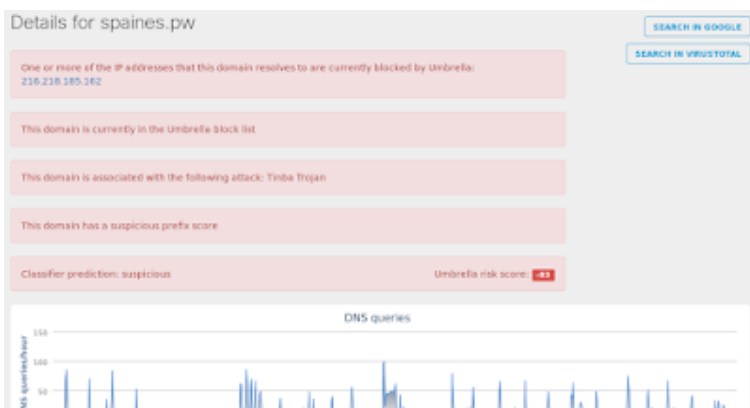 Details for spaines.pw
SEARCH IN GOOGLE
SEARCH IN VIRUSTOTAL
One or more of the IP addresses that this domain resolves to are currently blocked by Umbrella:
216.218.185.162
This domain is currently in the Umbrella block list
This domain is associated with the following attack: Tinba Trojan
This domain has a suspicious prefix score
Classifier prediction: suspicious
Umbrella risk score: -83
DNS queries
150
100
50
queries/hour